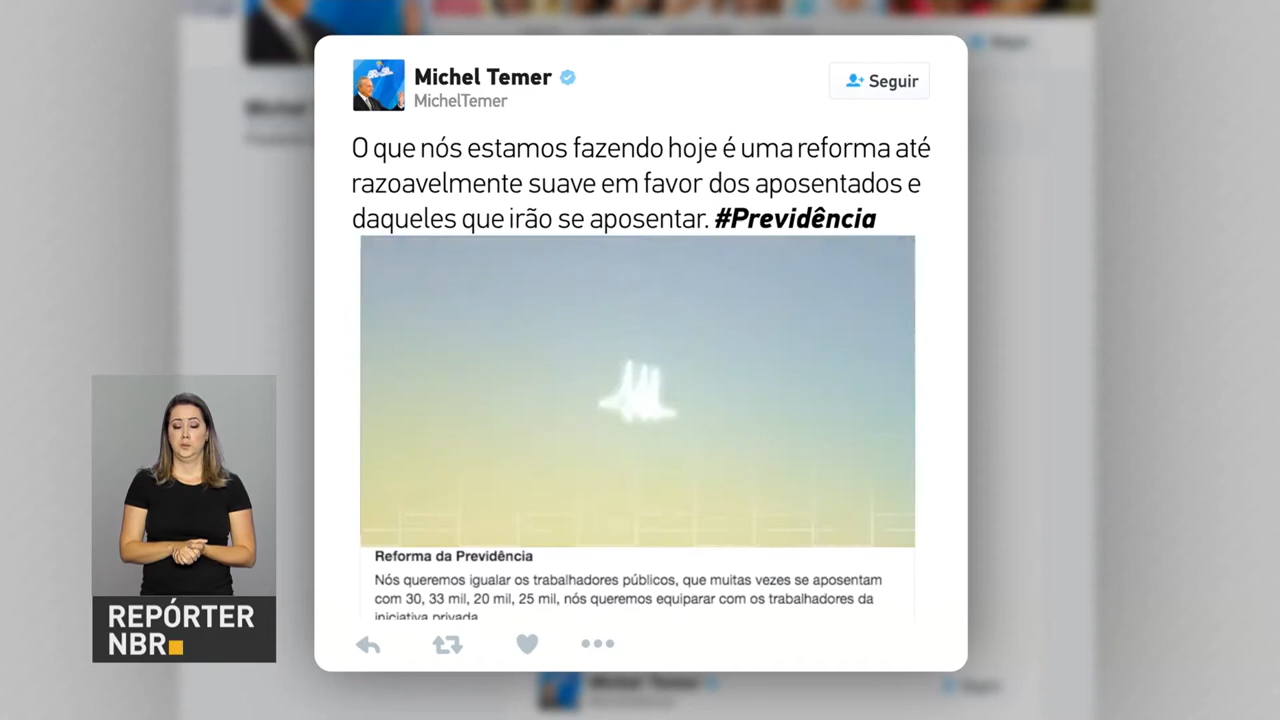 Michel Temer
MichelTemer
Seguir
O que nós estamos fazendo hoje é uma reforma até
razoavelmente suave em favor dos aposentados e
daqueles que irão se aposentar. #Previdência
Reforma da Previdência
Nós queremos igualar os trabalhadores públicos, que muitas vezes se aposentam
com 30, 33 mil, 20 mil, 25 mil, nós queremos equiparar com os trabalhadores da
iniciativa privada
REPÓRTER
NBR